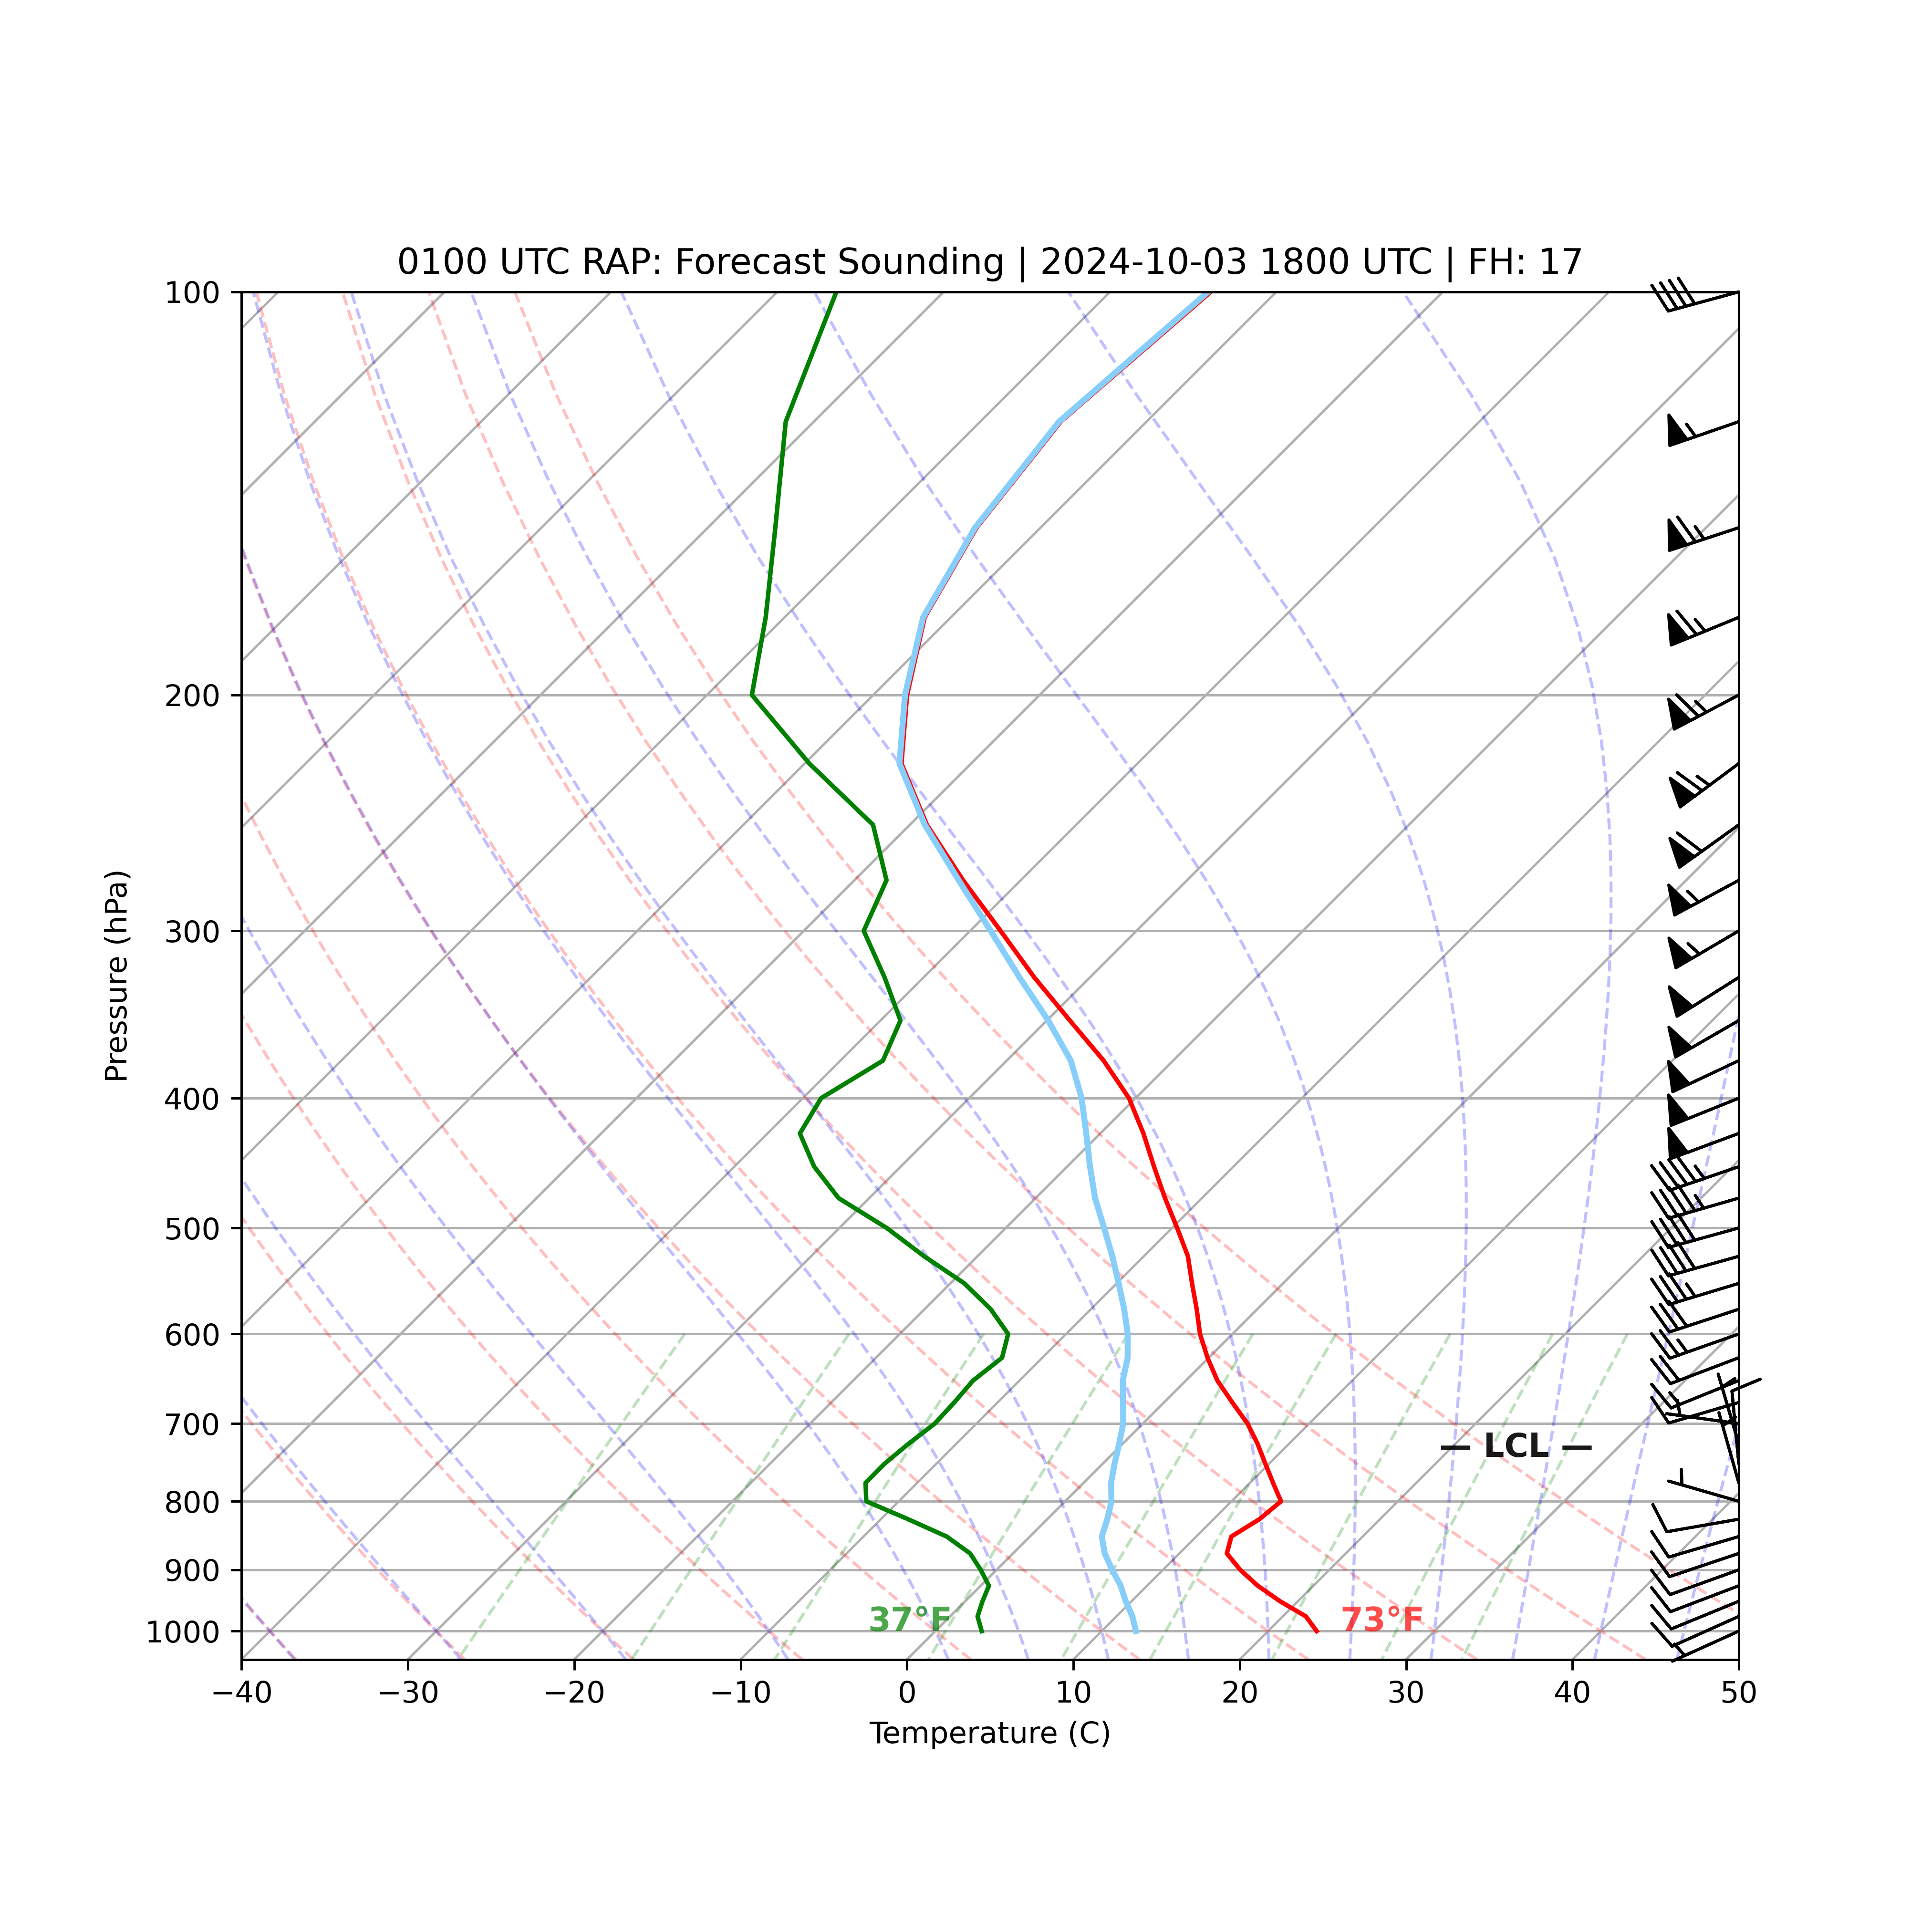 0100 UTC RAP: Forecast Sounding | 2024-10-03 1800 UTC | FH: 17
100
200
300
400
500
600
700
800
900
1000
Pressure (hPa)
— LCL —
37°F
73°F
−40 −30 −20 −10 0 10 20 30 40 50
Temperature (C)